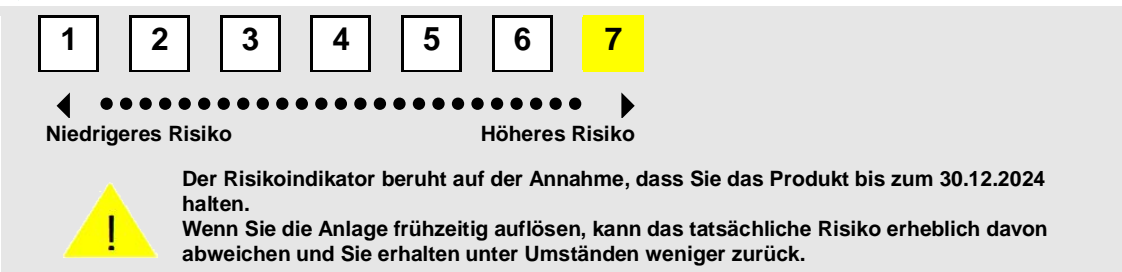 1 2 3 4 5 6 7
Niedrigeres Risiko Höheres Risiko
Der Risikoindikator beruht auf der Annahme, dass Sie das Produkt bis zum 30.12.2024
halten.
Wenn Sie die Anlage frühzeitig auflösen, kann das tatsächliche Risiko erheblich davon
! abweichen und Sie erhalten unter Umständen weniger zurück.